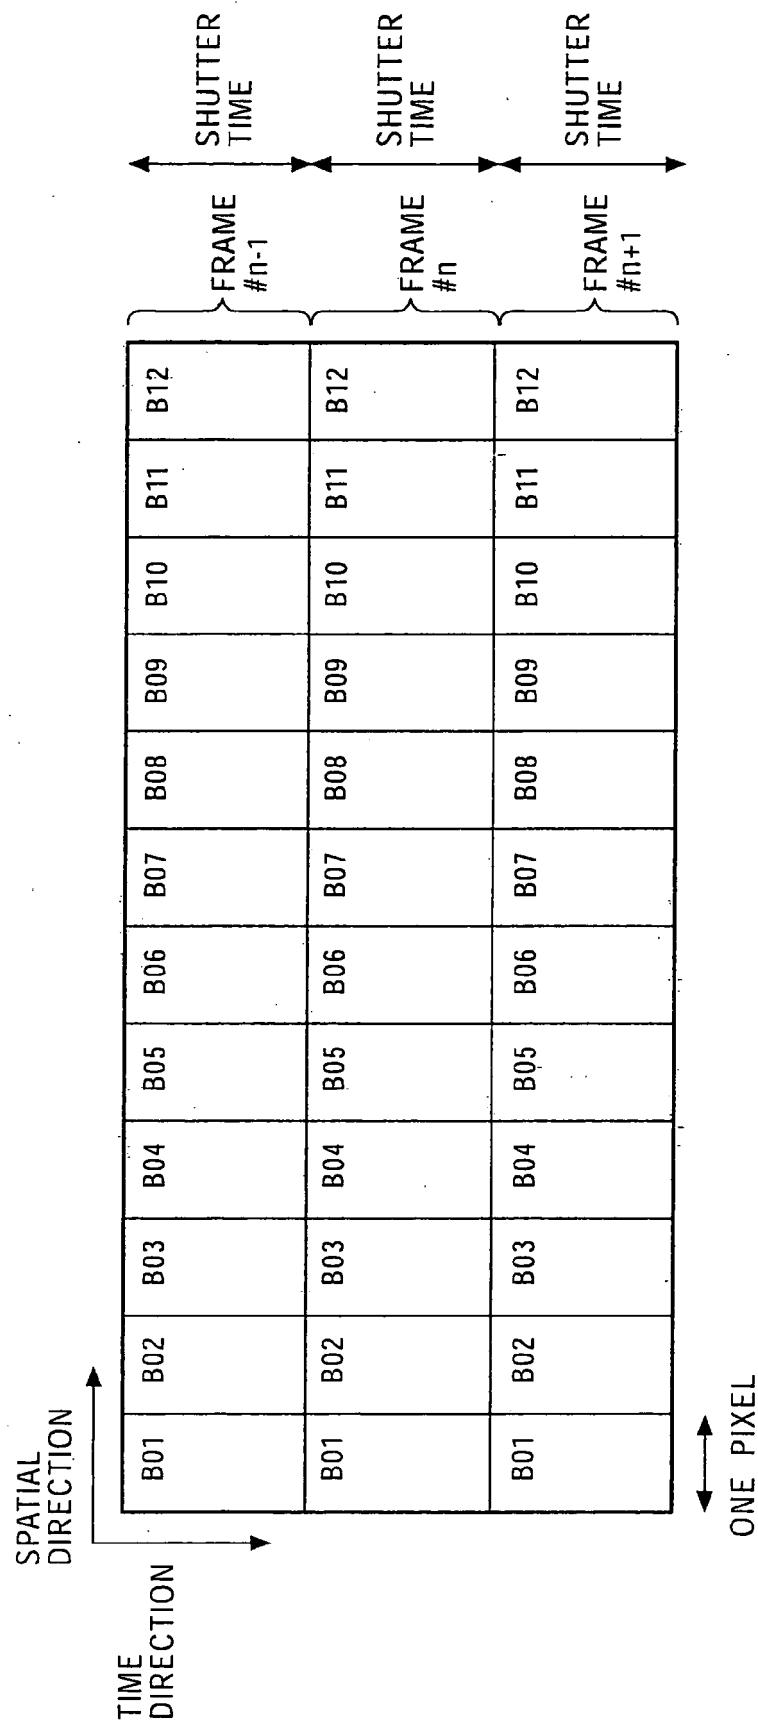 SPATIAL
DIRECTION
TIME
DIRECTION
B01 B02 B03 B04 B05 B06 B07 B08 B09 B10 B11 B12
FRAME
#n-1
SHUTTER
TIME
B01 B02 B03 B04 B05 B06 B07 B08 B09 B10 B11 B12
FRAME
#n
SHUTTER
TIME
B01 B02 B03 B04 B05 B06 B07 B08 B09 B10 B11 B12
FRAME
#n+1
SHUTTER
TIME
ONE PIXEL